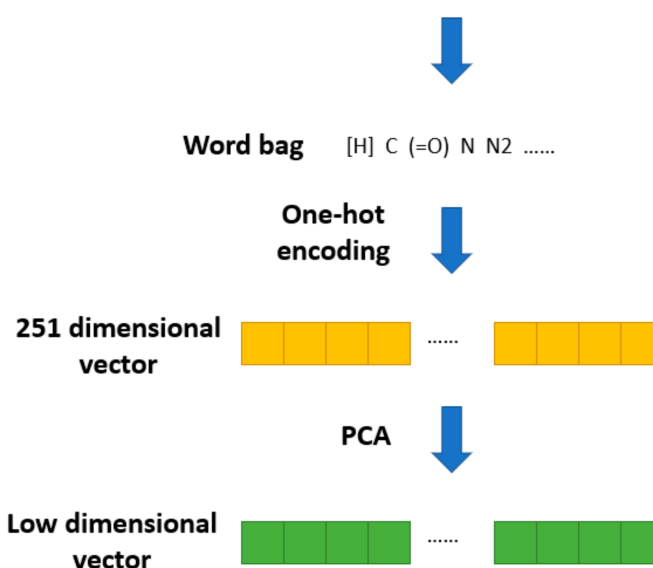 Word bag [H] C (=O) N N2 ......
One-hot
encoding
251 dimensional
vector
......
PCA
Low dimensional
vector
......